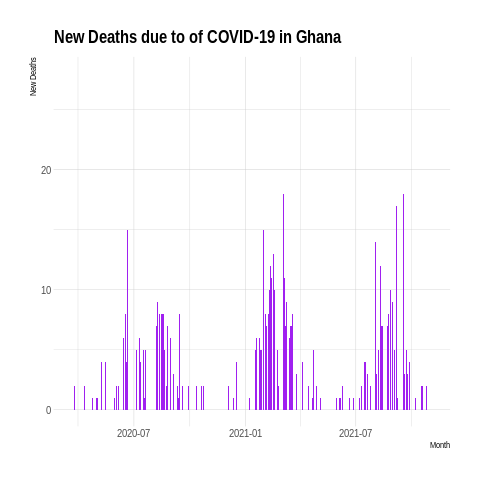 New Deaths due to of COVID-19 in Ghana
New Deaths
20
10
0
2020-07
2021-01
2021-07
Month